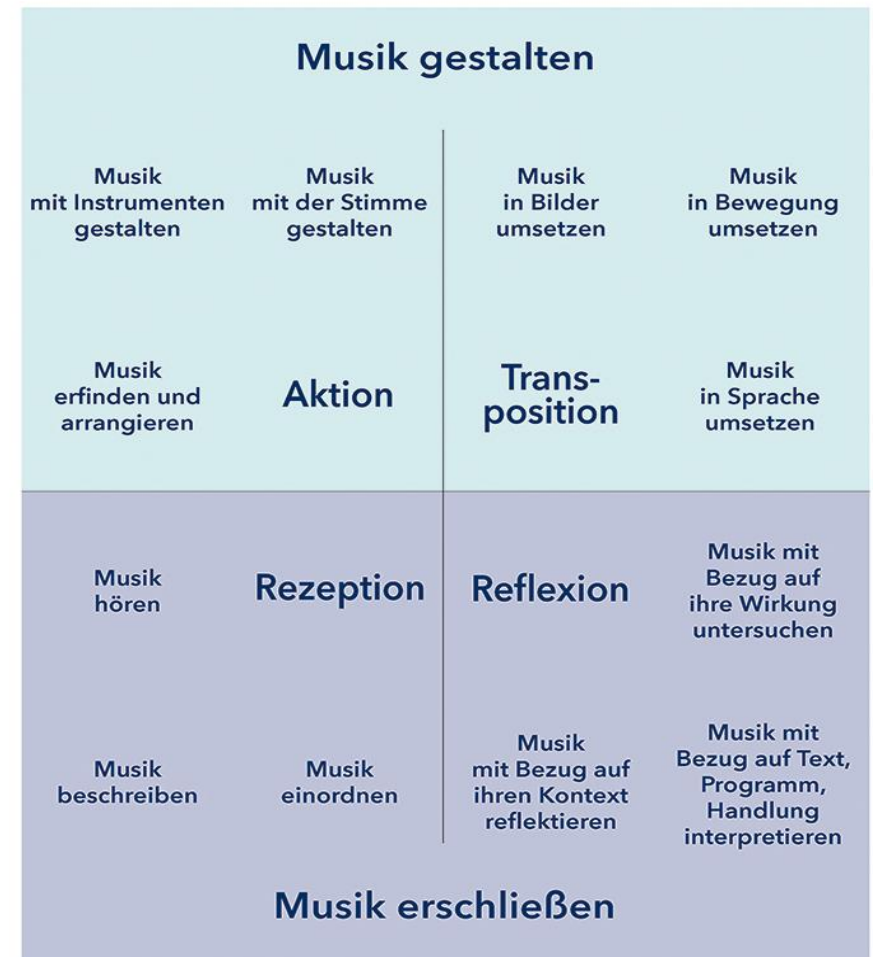 Musik gestalten
Musik
mit Instrumenten
gestalten
Musik
mit der Stimme
gestalten
Musik
in Bilder
umsetzen
Musik
in Bewegung
umsetzen
Musik
erfinden und
arrangieren
Aktion
Trans-
position
Musik
in Sprache
umsetzen
Musik
hören
Rezeption
Reflexion
Musik mit
Bezug auf
ihre Wirkung
untersuchen
Musik
beschreiben
Musik
einordnen
Musik
mit Bezug auf
ihren Kontext
reflektieren
Musik mit
Bezug auf Text,
Programm,
Handlung
interpretieren
Musik erschließen